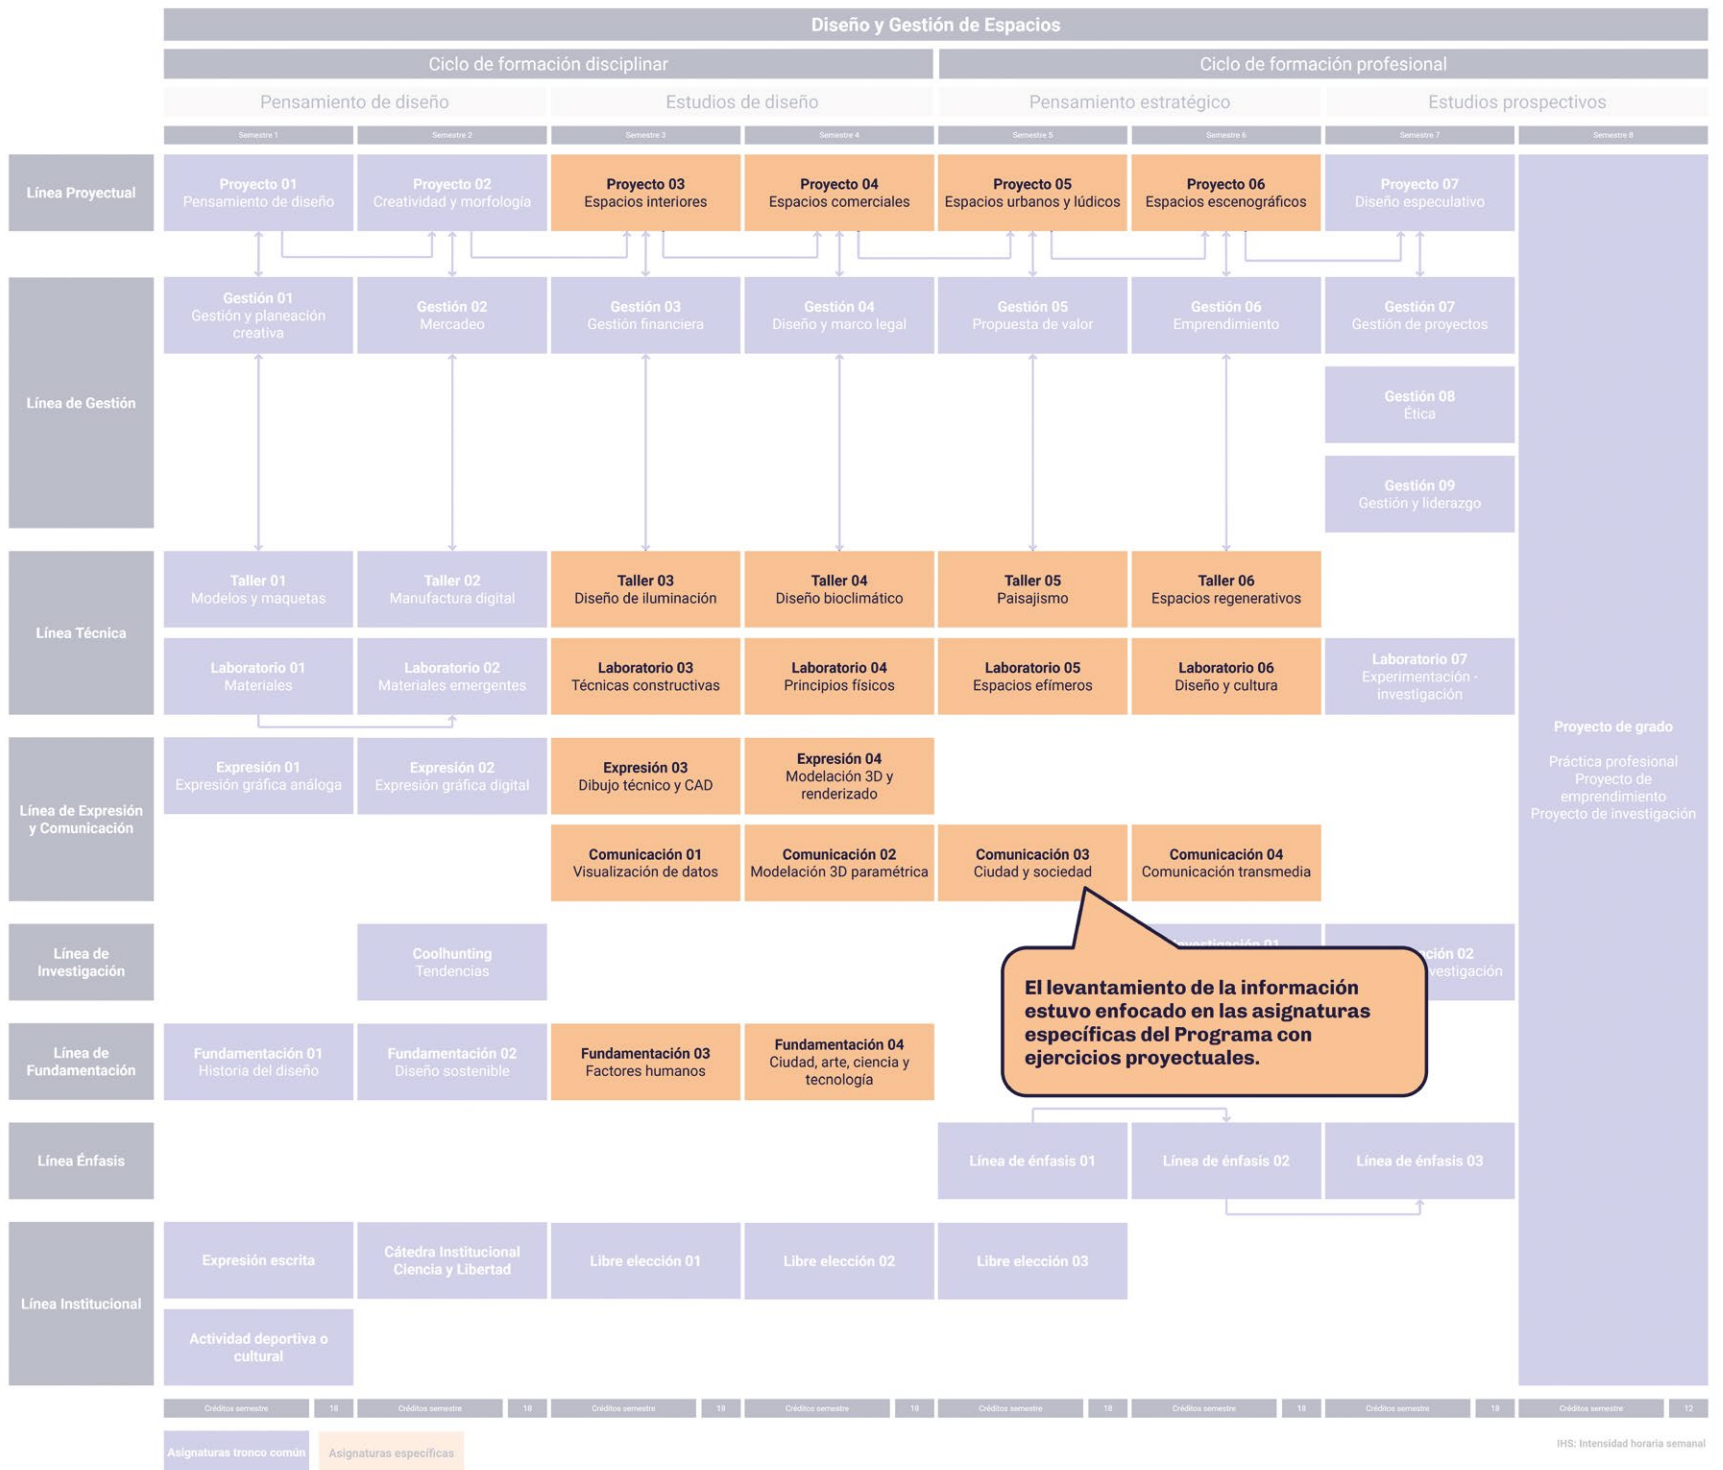 Diseño y Gestión de Espacios
Ciclo de formación disciplinar
Ciclo de formación profesional
Pensamiento de diseño
Estudios de diseño
Pensamiento estratégico
Estudios prospectivos
Semestre 1
Semestre 2
Semestre 3
Semestre 4
Semestre 5
Semestre 6
Semestre 7
Semestre 8
Línea Proyectual
Proyecto 01
Pensamiento de diseño
Proyecto 02
Creatividad y morfología
Proyecto 03
Espacios interiores
Proyecto 04
Espacios comerciales
Proyecto 05
Espacios urbanos y lúdicos
Proyecto 06
Espacios escenográficos
Proyecto 07
Diseño especulativo
Línea de Gestión
Gestión 01
Gestión y planeación
creativa
Gestión 02
Mercadeo
Gestión 03
Gestión financiera
Gestión 04
Diseño y marco legal
Gestión 05
Propuesta de valor
Gestión 06
Emprendimiento
Gestión 07
Gestión de proyectos
Gestión 08
Ética
Gestión 09
Gestión y liderazgo
Línea Técnica
Taller 01
Modelos y maquetas
Taller 02
Manufactura digital
Taller 03
Diseño de iluminación
Taller 04
Diseño bioclimático
Taller 05
Paisajismo
Taller 06
Espacios regenerativos
Laboratorio 01
Materiales
Laboratorio 02
Materiales emergentes
Laboratorio 03
Técnicas constructivas
Laboratorio 04
Principios físicos
Laboratorio 05
Espacios efímeros
Laboratorio 06
Diseño y cultura
Laboratorio 07
Experimentación -
investigación
Proyecto de grado
Práctica profesional
Proyecto de
emprendimiento
Proyecto de investigación
Línea de Expresión
y Comunicación
Expresión 01
Expresión gráfica análoga
Expresión 02
Expresión gráfica digital
Expresión 03
Dibujo técnico y CAD
Expresión 04
Modelación 3D y
renderizado
Comunicación 01
Visualización de datos
Comunicación 02
Modelación 3D paramétrica
Comunicación 03
Ciudad y sociedad
Comunicación 04
Comunicación transmedia
Línea de
Investigación
Coolhunting
Tendencias
02
El levantamiento de la información
estuvo enfocado en las asignaturas
específicas del Programa con
ejercicios proyectuales.
Línea de
Fundamentación
Fundamentación 01
Historia del diseño
Fundamentación 02
Diseño sostenible
Fundamentación 03
Factores humanos
Fundamentación 04
Ciudad, arte, ciencia y
tecnología
Línea Énfasis
Línea de énfasis 01
Línea de énfasis 02
Línea de énfasis 03
Línea Institucional
Expresión escrita
Cátedra Institucional
Ciencia y Libertad
Libre elección 01
Libre elección 02
Libre elección 03
Actividad deportiva o
cultural
Créditos semestre 18
Créditos semestre 18
Créditos semestre 18
Créditos semestre 18
Créditos semestre 18
Créditos semestre 18
Créditos semestre 18
Créditos semestre 12
Asignaturas tronco común
Asignaturas específicas
IHS: Intensidad horaria semanal